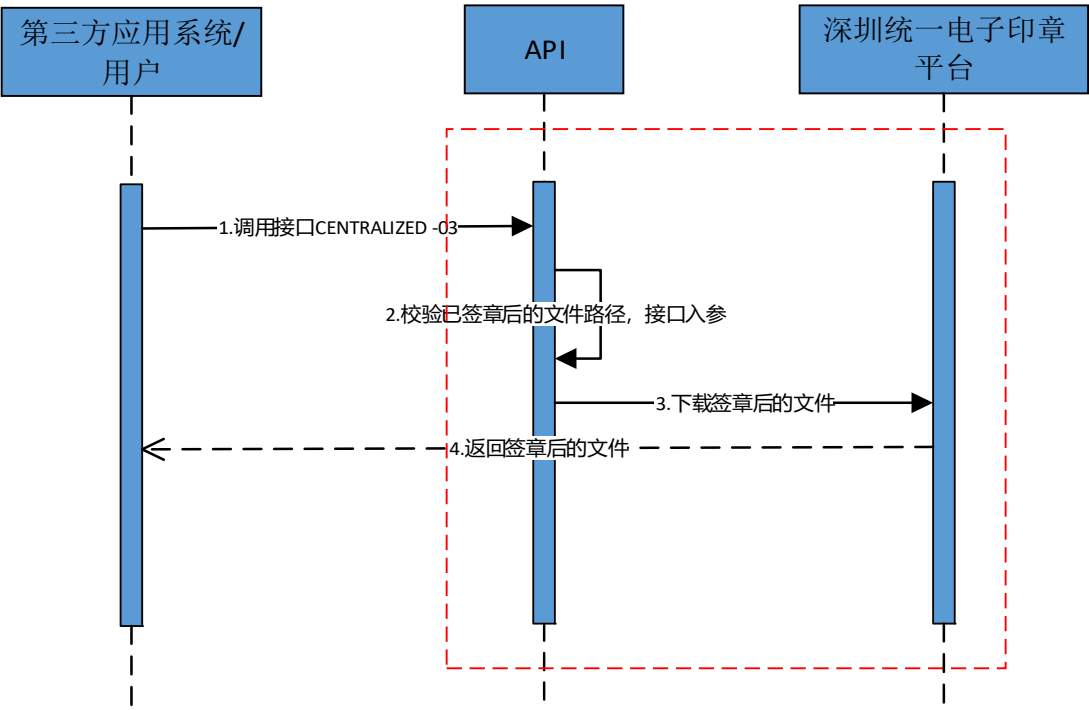 第三方应用系统/
用户
API
深圳统一电子印章
平台
1.调用接口CENTRALIZED -03
2.校验已签章后的文件路径，接口入参
3.下载签章后的文件
4.返回签章后的文件